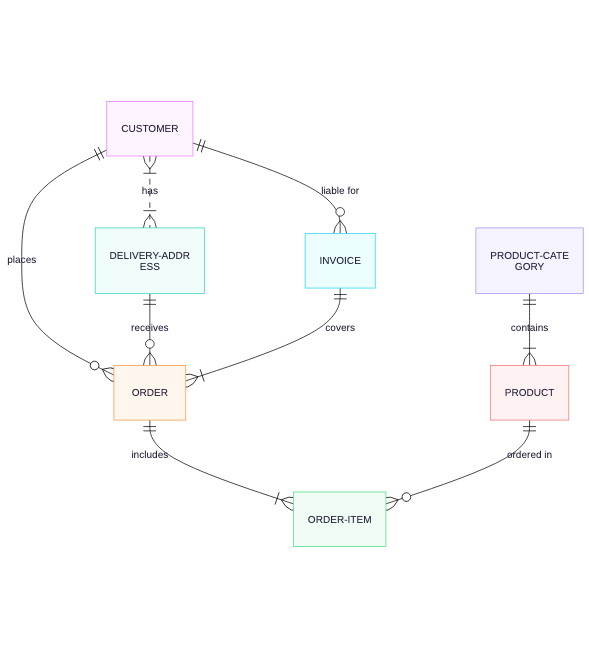 CUSTOMER
has
liable for
places
DELIVERY-ADDR
ESS
INVOICE
PRODUCT-CATE
GORY
receives
covers
contains
ORDER
PRODUCT
includes
ordered in
ORDER-ITEM